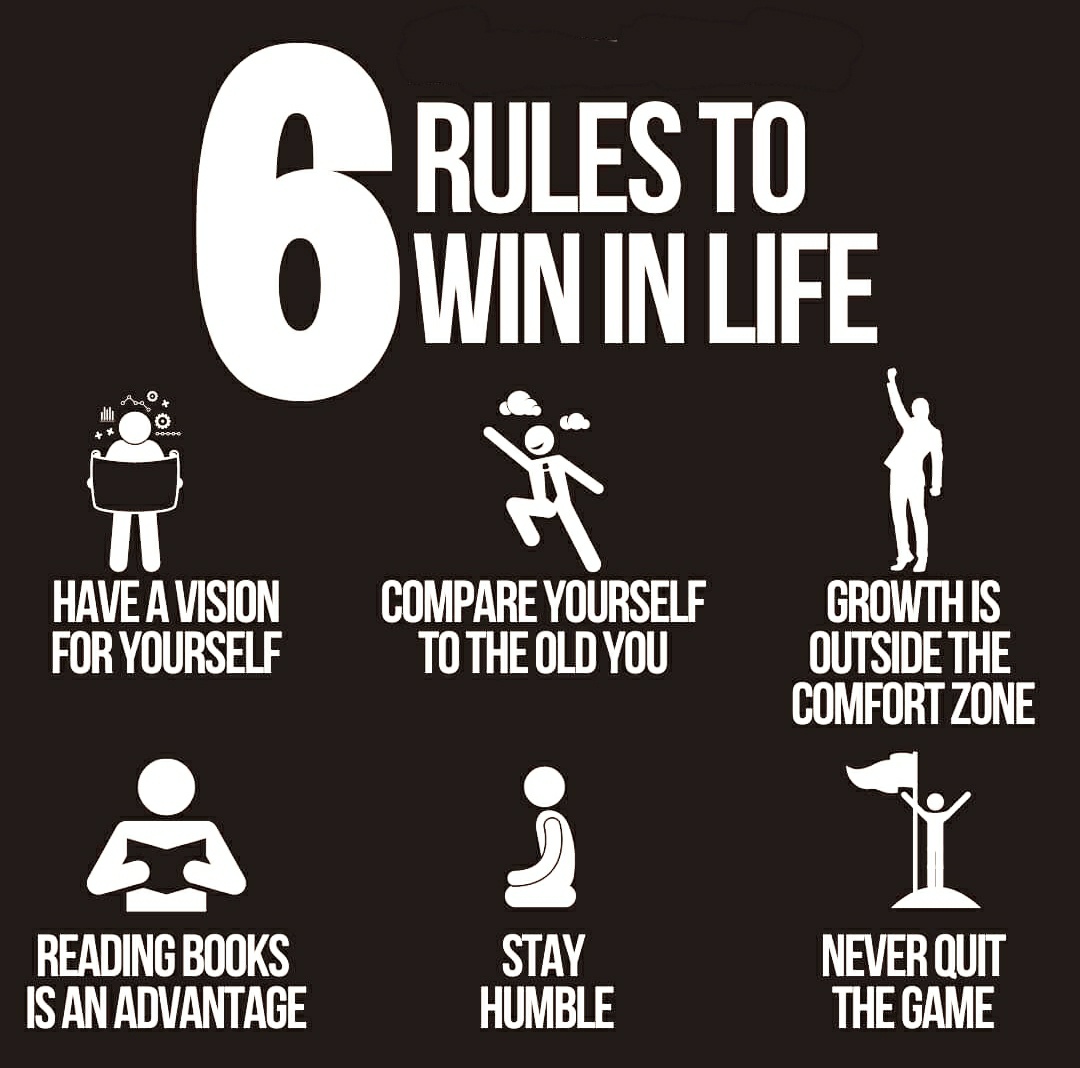 6 RULES TO
WIN IN LIFE
HAVE A VISION
FOR YOURSELF
COMPARE YOURSELF
TO THE OLD YOU
GROWTH IS
OUTSIDE THE
COMFORT ZONE
READING BOOKS
IS AN ADVANTAGE
STAY
HUMBLE
NEVER QUIT
THE GAME